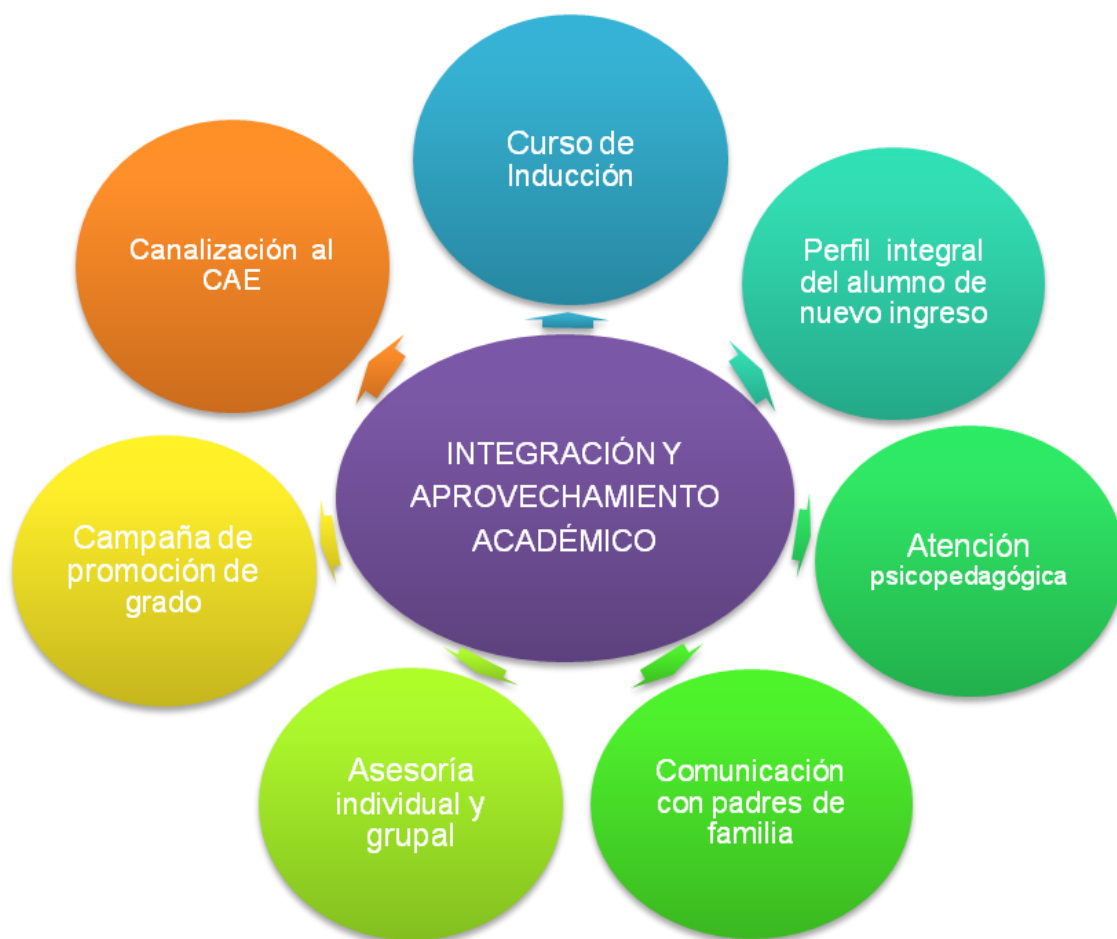 Curso de
Inducción
Perfil integral
del alumno de
nuevo ingreso
Atención
psicopedagógica
Comunicación
con padres de
familia
Asesoría
individual y
grupal
Campaña de
promoción de
grado
Canalización al
CAE
INTEGRACIÓN Y
APROVECHAMIENTO
ACADÉMICO